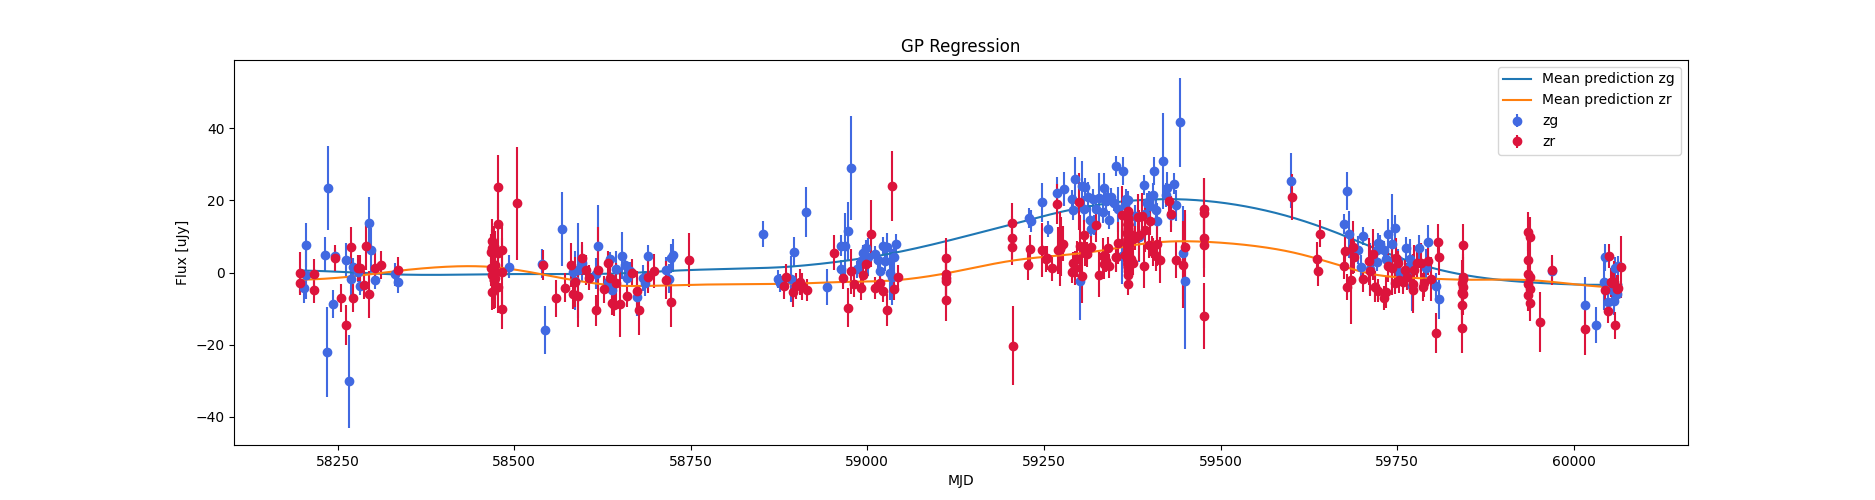 GP Regression
Flux [uJy]
40
20
0
−20
−40
Mean prediction zg
Mean prediction zr
zg
zr
58250 58500 58750 59000 59250 59500 59750 60000
MJD